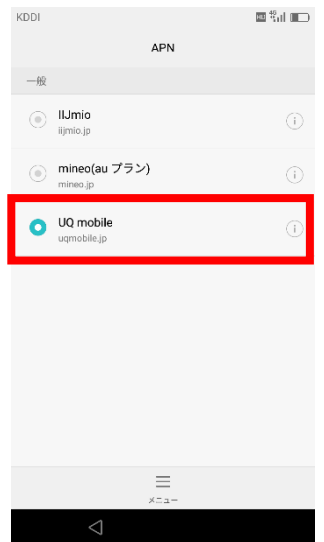 KDDI
APN
一般
IIJmio
iijmio.jp
mineo(au プラン)
mineo.jp
UQ mobile
uqmobile.jp
メニュー